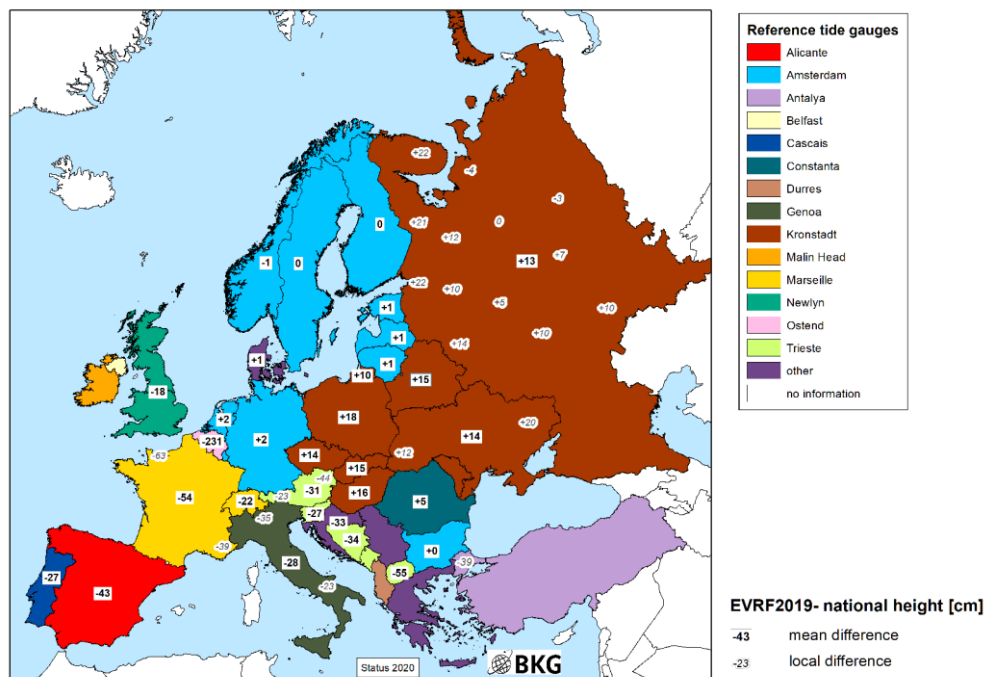 +22
-4
-3
+21
0
+12
0
-1
0
+7
+13
+22
+10
+5
+10
+1
+1
+10
+14
+1
+1
+10
+15
-18
+18
+2
+20
-231
+2
+14
-63
+14
+12
+15
-44
-31
+16
-54
-22
-23
+5
-27
-35
-33
-34
+0
-39
-28
-39
-55
-27
-23
-43
Status 2020
BKG
Reference tide gauges
Alicante
Amsterdam
Antalya
Belfast
Cascais
Constanta
Durres
Genoa
Kronstadt
Malin Head
Marseille
Newlyn
Ostend
Trieste
other
no information
EVRF2019- national height [cm]
-43 mean difference
-23 local difference